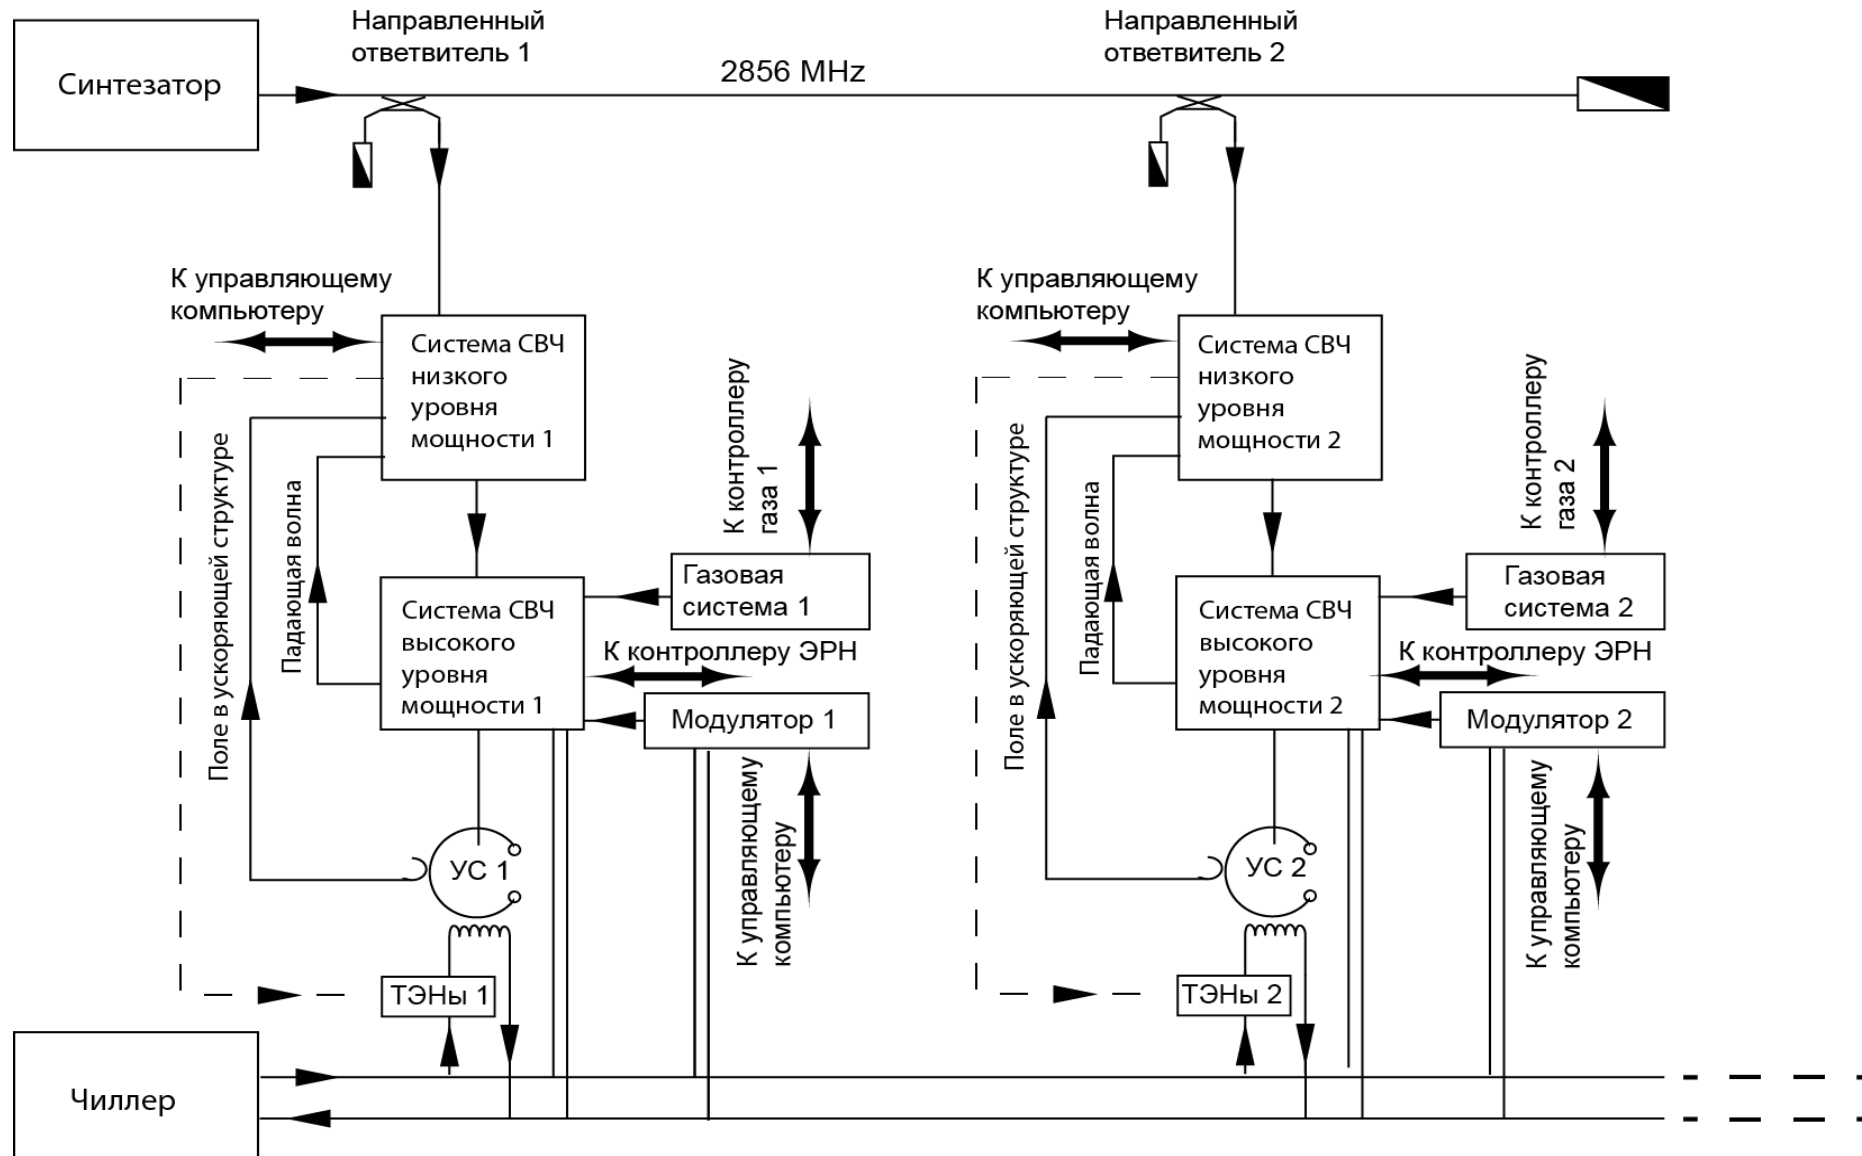 Направленный
ответвитель 1
Направленный
ответвитель 2
Синтезатор
2856 MHz
К управляющему
компьютеру
К управляющему
компьютеру
Система СВЧ
низкого
уровня
мощности 1
Система СВЧ
низкого
уровня
мощности 2
К контроллеру
газа 1
К контроллеру
газа 2
Поле в ускоряющей структуре
Падающая волна
Поле в ускоряющей структуре
Падающая волна
Газовая
система 1
Газовая
система 2
Система СВЧ
высокого
уровня
мощности 1
К контроллеру ЭРН
Система СВЧ
высокого
уровня
мощности 2
К контроллеру ЭРН
Модулятор 1
Модулятор 2
К управляющему
компьютеру
К управляющему
компьютеру
УС 1
УС 2
ТЭНы 1
ТЭНы 2
Чиллер